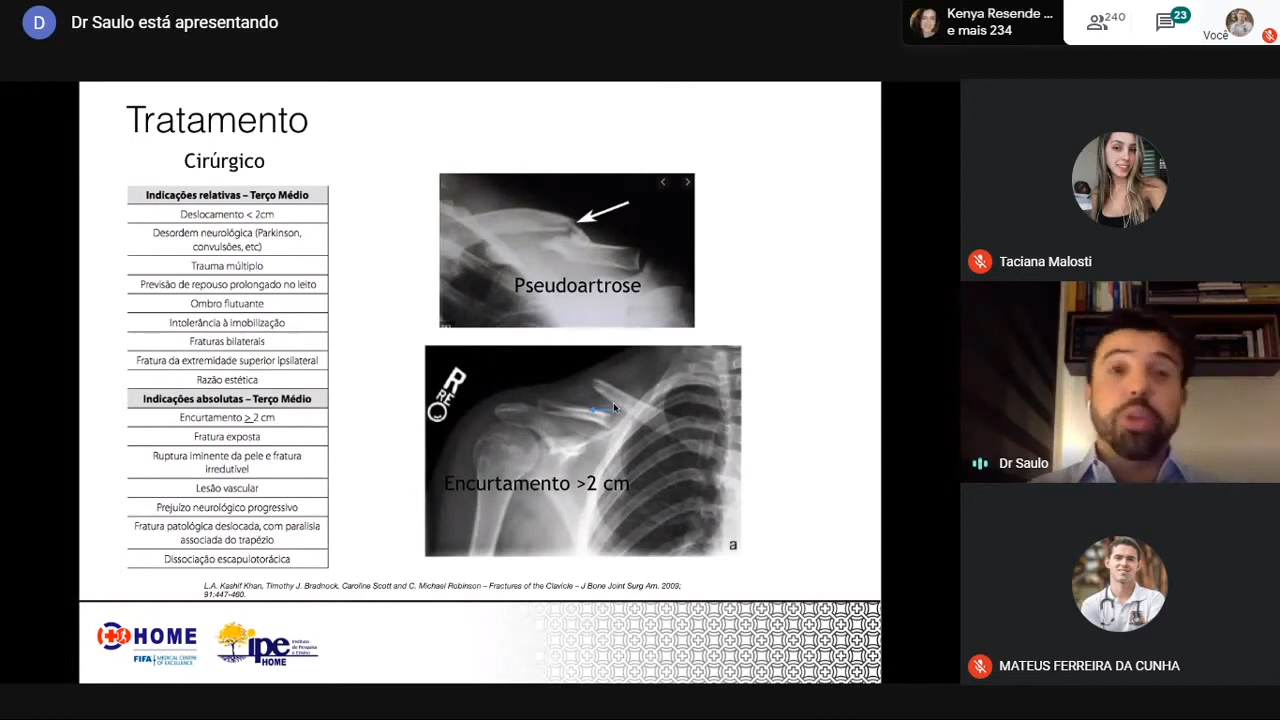 D
Dr Saulo está apresentando
Kenya Resende ...
e mais 234
240
23
Você
Tratamento
Cirúrgico
Indicações relativas – Terço Médio
Deslocamento < 2cm
Desordem neurológica (Parkinson,
convulsões, etc)
Trauma múltiplo
Previsão de repouso prolongado no leito
Ombro flutuante
Intolerância à imobilização
Fraturas bilaterais
Fratura da extremidade superior ipsilateral
Razão estética
Indicações absolutas – Terço Médio
Encurtamento > 2 cm
Fratura exposta
Ruptura iminente da pele e fratura
irredutível
Lesão vascular
Prejuízo neurológico progressivo
Fratura patológica deslocada, com paralisia
associada do trapézio
Dissociação escapulotorácica
Pseudoartrose
R
Encurtamento >2 cm
a
L.A. Kashif Khan, Timothy J. Bradnock, Caroline Scott and C. Michael Robinson – Fractures of the Clavicle – J Bone Joint Surg Am. 2009;
91:447-460.
HOME
FIFA MEDICAL CENTRE OF EXCELLENCE
ipe
Instituto de Pesquisa e Ensino
HOME
Taciana Malosti
Dr Saulo
MATEUS FERREIRA DA CUNHA